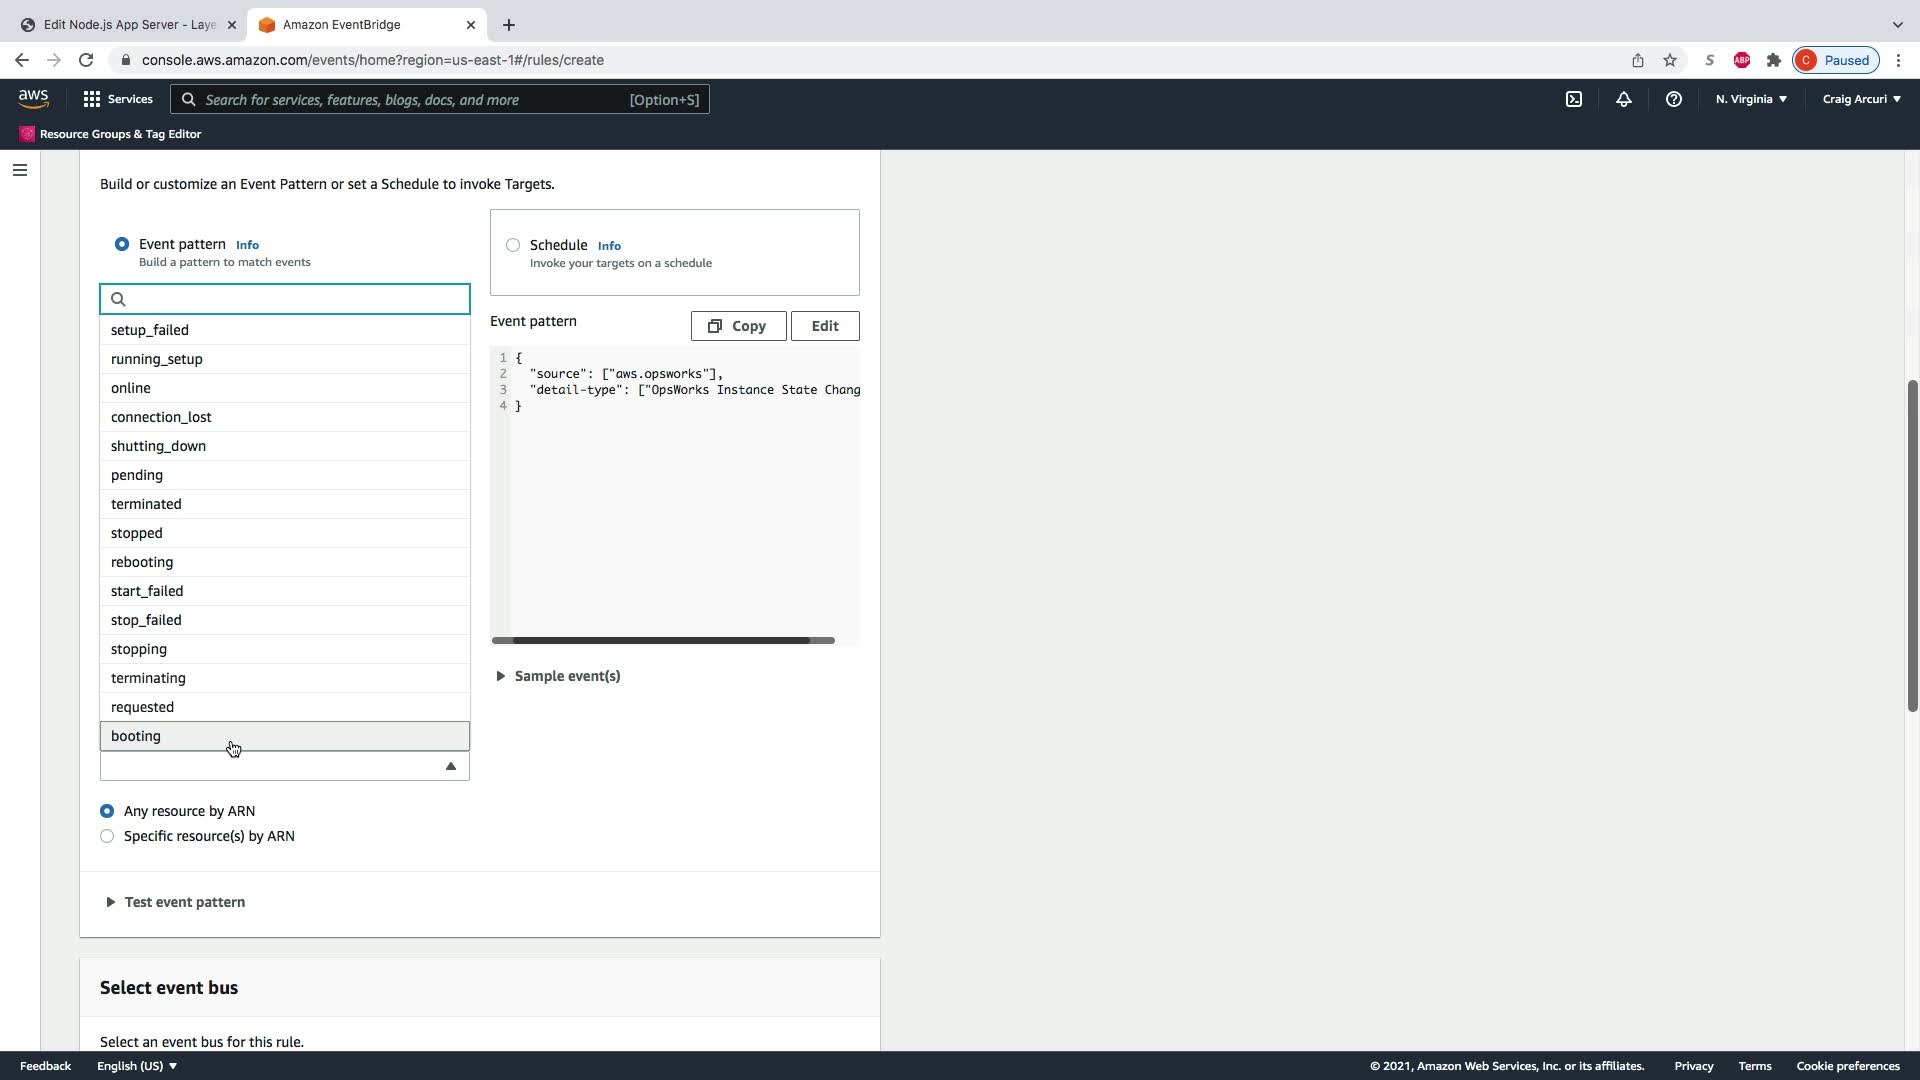 Edit Node.js App Server - Laye
Amazon EventBridge
console.aws.amazon.com/events/home?region=us-east-1#/rules/create
S
ABP
C
Paused
aws
Services
Search for services, features, blogs, docs, and more
[Option+S]
N. Virginia
Craig Arcuri
Resource Groups & Tag Editor
Build or customize an Event Pattern or set a Schedule to invoke Targets.
Event pattern Info
Build a pattern to match events
Schedule Info
Invoke your targets on a schedule
setup_failed
running_setup
online
connection_lost
shutting_down
pending
terminated
stopped
rebooting
start_failed
stop_failed
stopping
terminating
requested
booting
Event pattern
Copy
Edit
1 {
2 "source": ["aws.opsworks"],
3 "detail-type": ["OpsWorks Instance State Chang
4 }
Sample event(s)
Any resource by ARN
Specific resource(s) by ARN
Test event pattern
Select event bus
Select an event bus for this rule.
Feedback
English (US)
© 2021, Amazon Web Services, Inc. or its affiliates.
Privacy
Terms
Cookie preferences